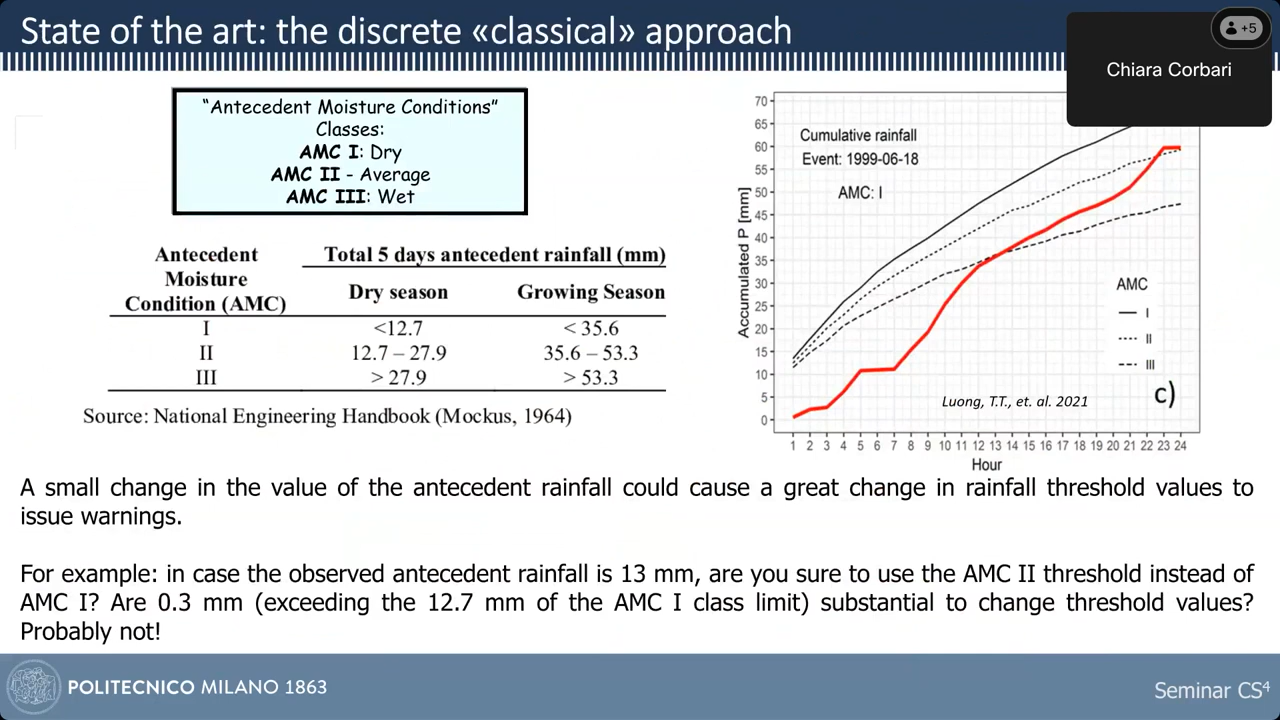 State of the art: the discrete «classical» approach
+5
Chiara Corbari
"Antecedent Moisture Conditions"
Classes:
AMC I: Dry
AMC II - Average
AMC III: Wet
Antecedent Moisture Condition (AMC)
Total 5 days antecedent rainfall (mm)
Dry season Growing Season
I <12.7 < 35.6
II 12.7 – 27.9 35.6 – 53.3
III > 27.9 > 53.3
Source: National Engineering Handbook (Mockus, 1964)
Cumulative rainfall
Event: 1999-06-18
AMC: I
Accumulated P [mm]
70
65
60
55
50
45
40
35
30
25
20
15
10
5
0
AMC
I
II
III
Luong, T.T., et. al. 2021
c)
1 2 3 4 5 6 7 8 9 10 11 12 13 14 15 16 17 18 19 20 21 22 23 24
Hour
A small change in the value of the antecedent rainfall could cause a great change in rainfall threshold values to
issue warnings.
For example: in case the observed antecedent rainfall is 13 mm, are you sure to use the AMC II threshold instead of
AMC I? Are 0.3 mm (exceeding the 12.7 mm of the AMC I class limit) substantial to change threshold values?
Probably not!
POLITECNICO MILANO 1863
Seminar CS⁴